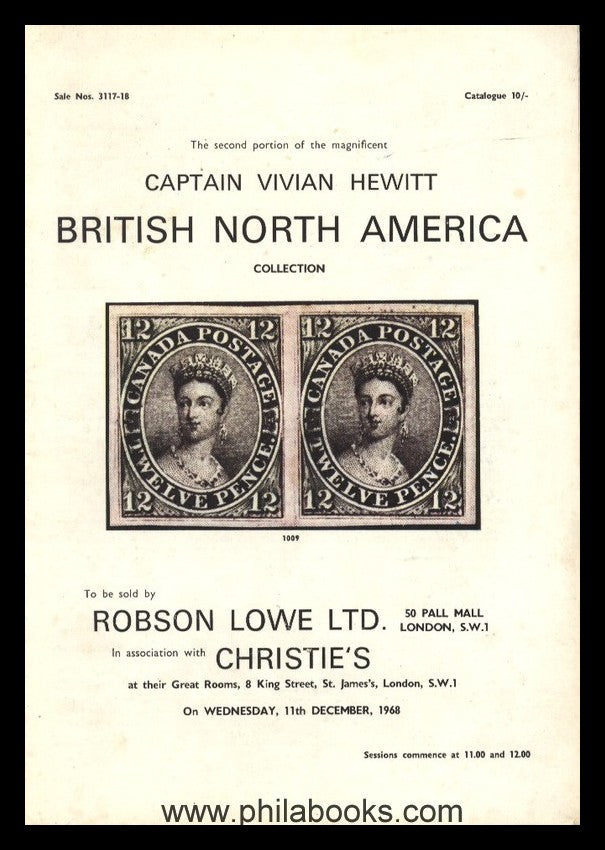 Sale Nos. 3117-18
Catalogue 10/-
The second portion of the magnificent
CAPTAIN VIVIAN HEWITT
BRITISH NORTH AMERICA
COLLECTION
12 12 12 12
CANADA POSTAGE CANADA POSTAGE
TWELVE PENCE. TWELVE PENCE.
12 12 12 12
1009
To be sold by
ROBSON LOWE LTD. 50 PALL MALL
LONDON, S.W.1
In association with CHRISTIE'S
at their Great Rooms, 8 King Street, St. James's, London, S.W.1
On WEDNESDAY, 11th DECEMBER, 1968
Sessions commence at 11.00 and 12.00
www.philabooks.com